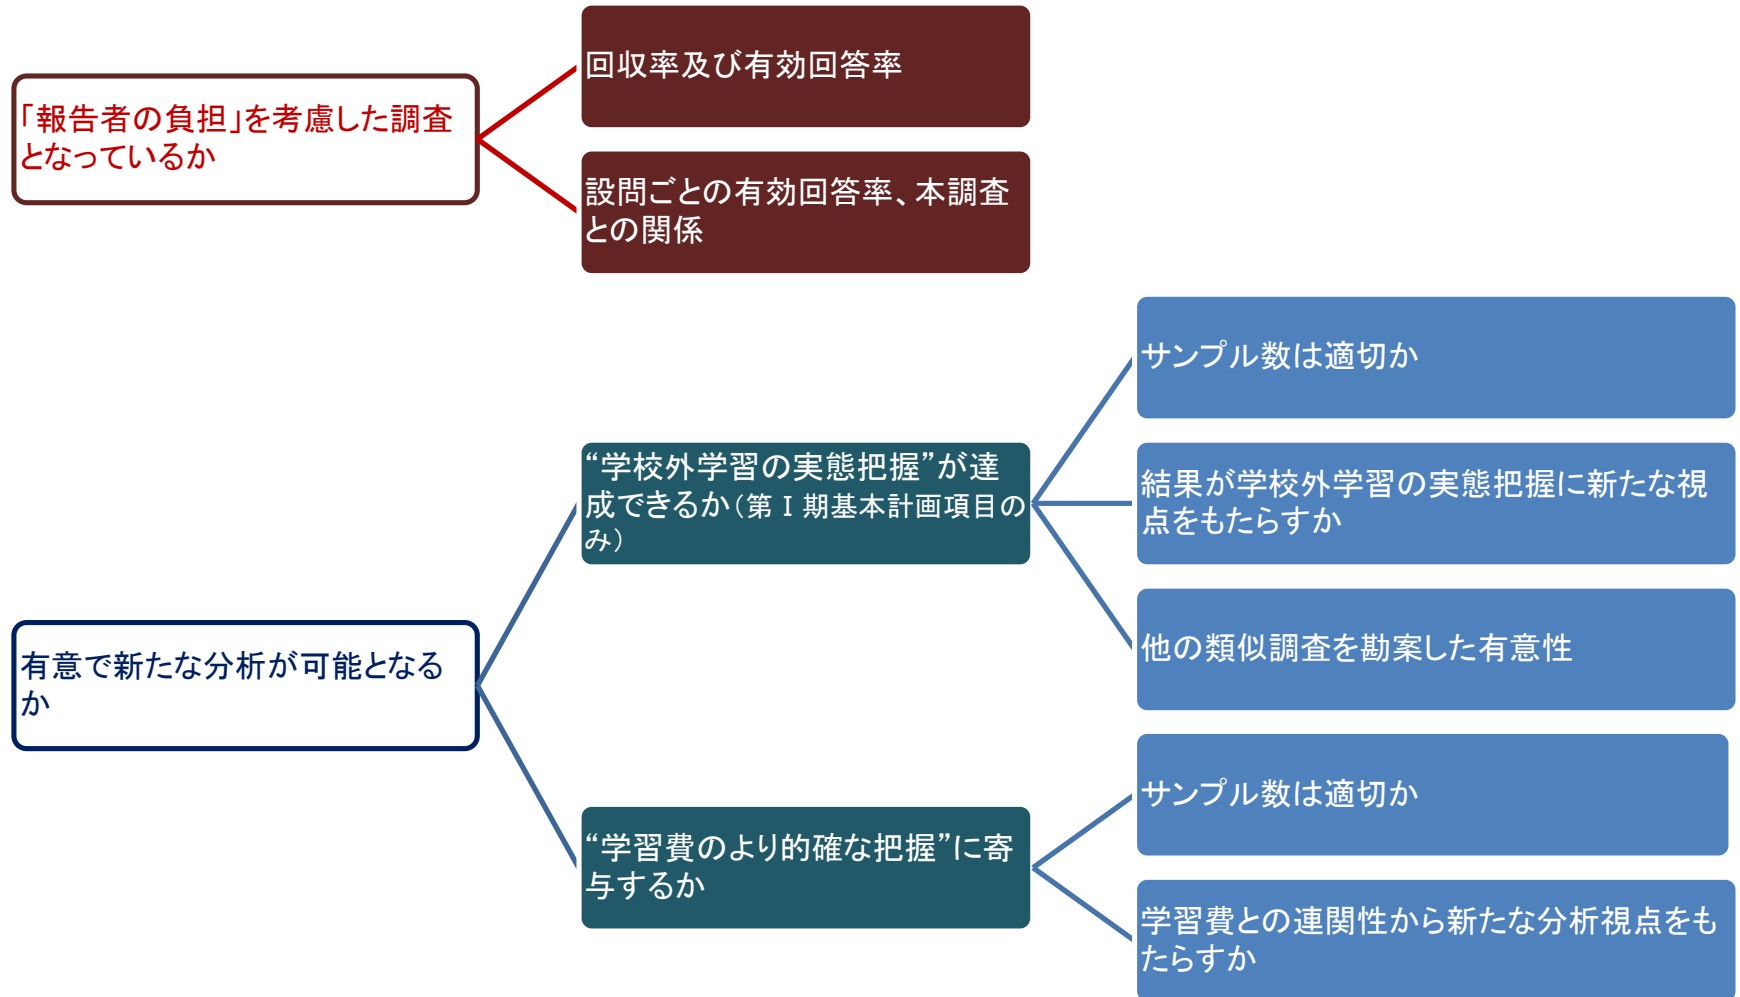 「報告者の負担」を考慮した調査
となっているか
回収率及び有効回答率
設問ごとの有効回答率、本調査
との関係
有意で新たな分析が可能となる
か
“学校外学習の実態把握”が達
成できるか（第Ⅰ期基本計画項目の
み）
サンプル数は適切か
結果が学校外学習の実態把握に新たな視
点をもたらすか
他の類似調査を勘案した有意性
“学習費のより的確な把握”に寄
与するか
サンプル数は適切か
学習費との連関性から新たな分析視点をも
たらすか